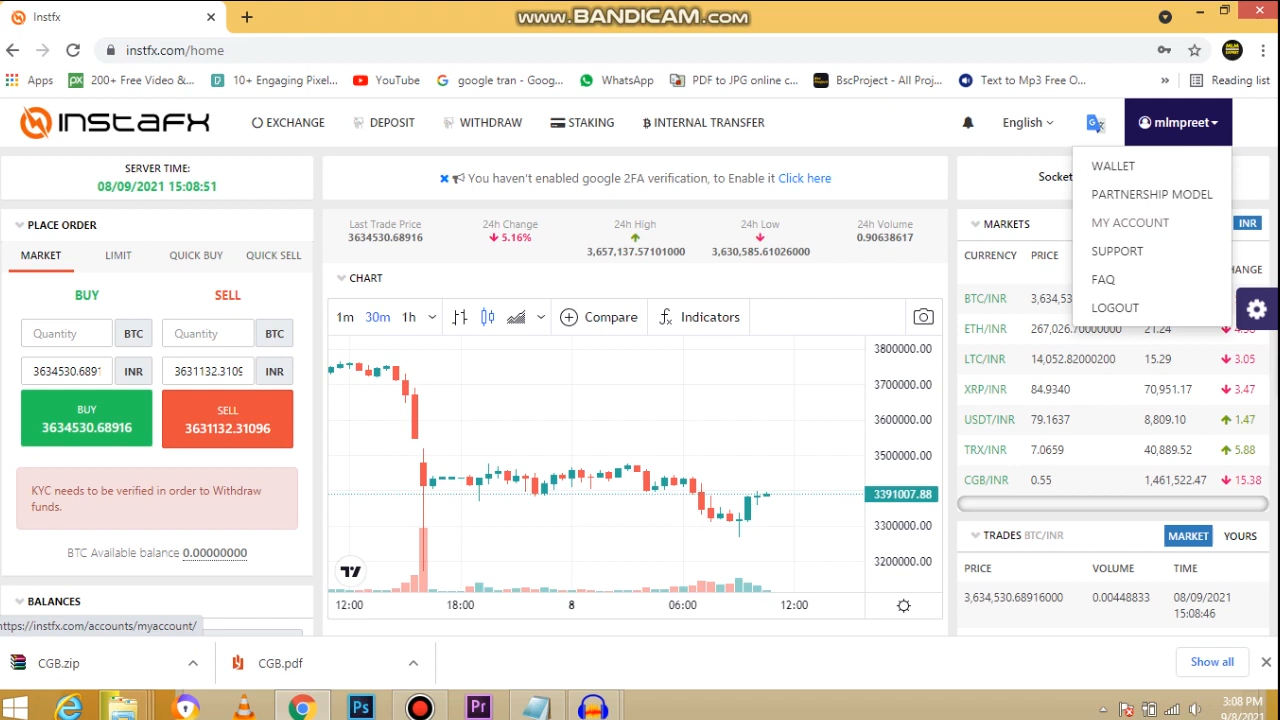 Instfx
www.BANDICAM.com
instfx.com/home
Apps
200+ Free Video &...
10+ Engaging Pixel...
YouTube
google tran - Goog...
WhatsApp
PDF to JPG online c...
BscProject - All Proj...
Text to Mp3 Free O...
Reading list
INSTAFX
EXCHANGE
DEPOSIT
WITHDRAW
STAKING
INTERNAL TRANSFER
English
mlmpreet
WALLET
PARTNERSHIP MODEL
MY ACCOUNT
SUPPORT
FAQ
LOGOUT
SERVER TIME:
08/09/2021 15:08:51
You haven't enabled google 2FA verification, to Enable it Click here
Socket
PLACE ORDER
MARKET LIMIT QUICK BUY QUICK SELL
BUY SELL
Quantity BTC Quantity BTC
3634530.6891 INR 3631132.3109 INR
BUY
3634530.68916
SELL
3631132.31096
KYC needs to be verified in order to Withdraw
funds.
BTC Available balance 0.00000000
BALANCES
https://instfx.com/accounts/myaccount/
Last Trade Price 24h Change 24h High 24h Low 24h Volume
3634530.68916 5.16% 3,657,137.57101000 3,630,585.61026000 0.90638617
CHART
1m 30m 1h Compare Indicators
3800000.00
3700000.00
3600000.00
3500000.00
3391007.88
3300000.00
3200000.00
12:00 18:00 8 06:00 12:00
MARKETS INR
CURRENCY PRICE HANGE
BTC/INR 3,634,53
ETH/INR 267,026.70000000 21.24 4.56
LTC/INR 14,052.82000200 15.29 3.05
XRP/INR 84.9340 70,951.17 3.47
USDT/INR 79.1637 8,809.10 1.47
TRX/INR 7.0659 40,889.52 5.88
CGB/INR 0.55 1,461,522.47 15.38
TRADES BTC/INR MARKET YOURS
PRICE VOLUME TIME
3,634,530.68916000 0.00448833 08/09/2021
15:08:46
CGB.zip
CGB.pdf
Show all
Ps
Pr
3:08 PM
9/8/2021